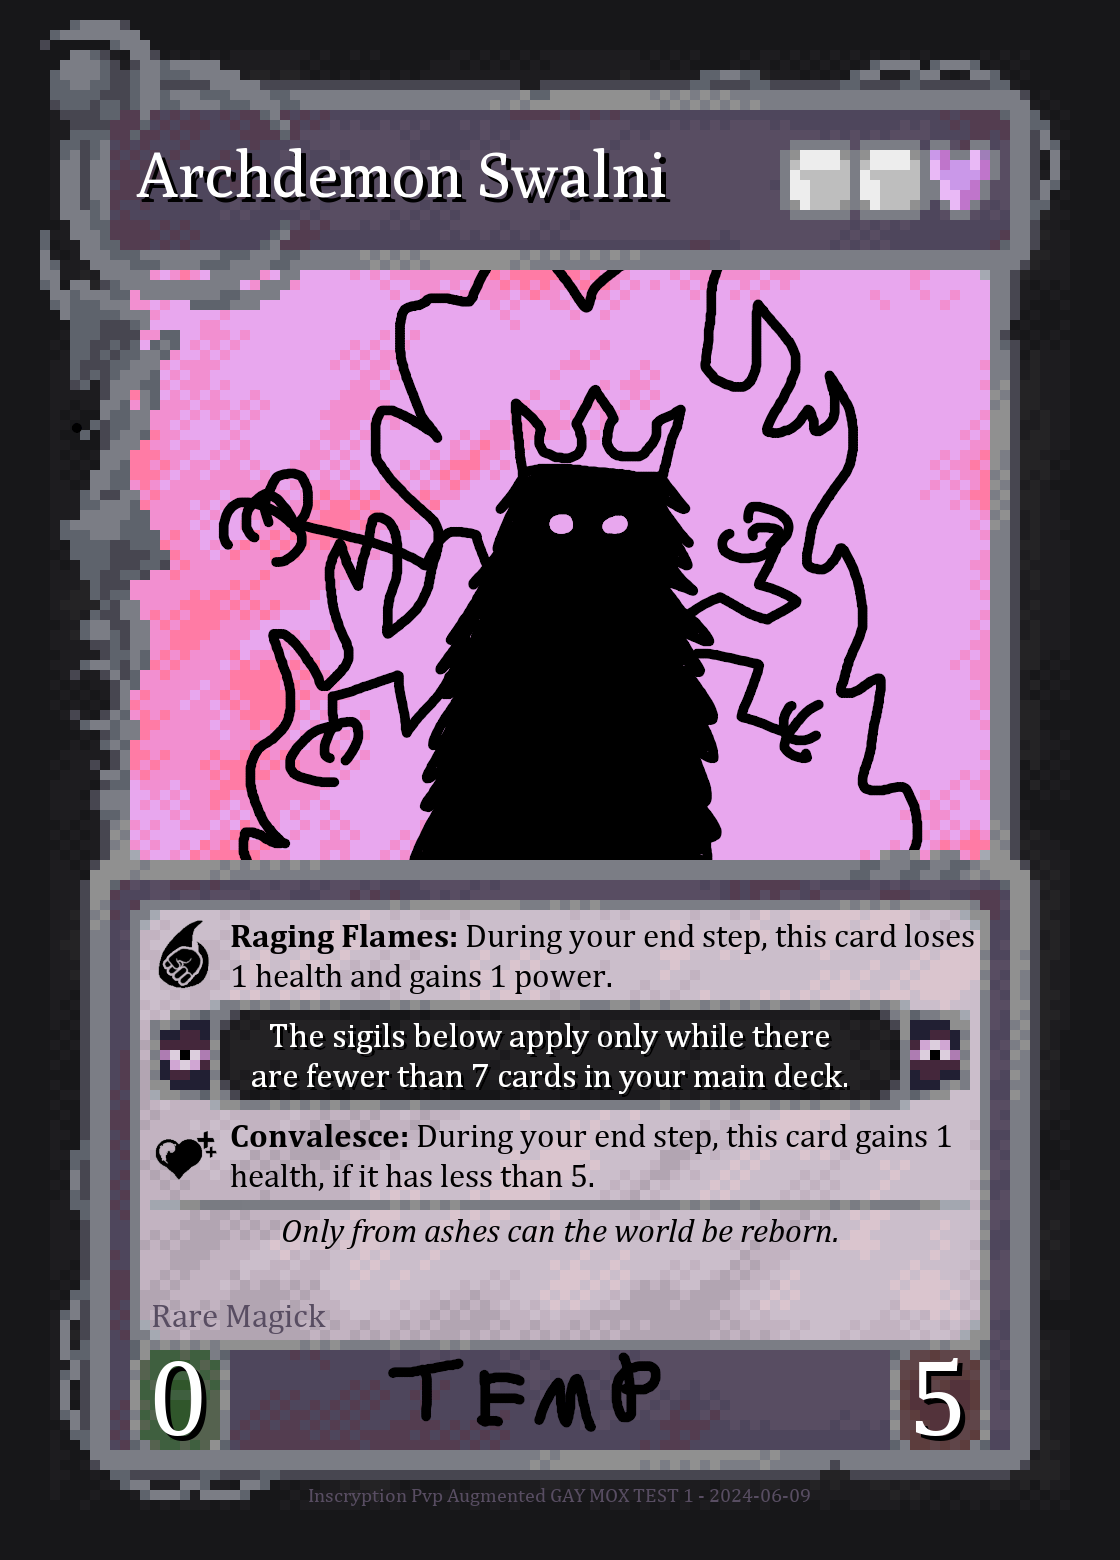 Archdemon Swalni
Raging Flames: During your end step, this card loses
1 health and gains 1 power.
The sigils below apply only while there
are fewer than 7 cards in your main deck.
Convalesce: During your end step, this card gains 1
health, if it has less than 5.
Only from ashes can the world be reborn.
Rare Magick
0 TEMP 5
Inscryption Pvp Augmented GAY MOX TEST 1 - 2024-06-09